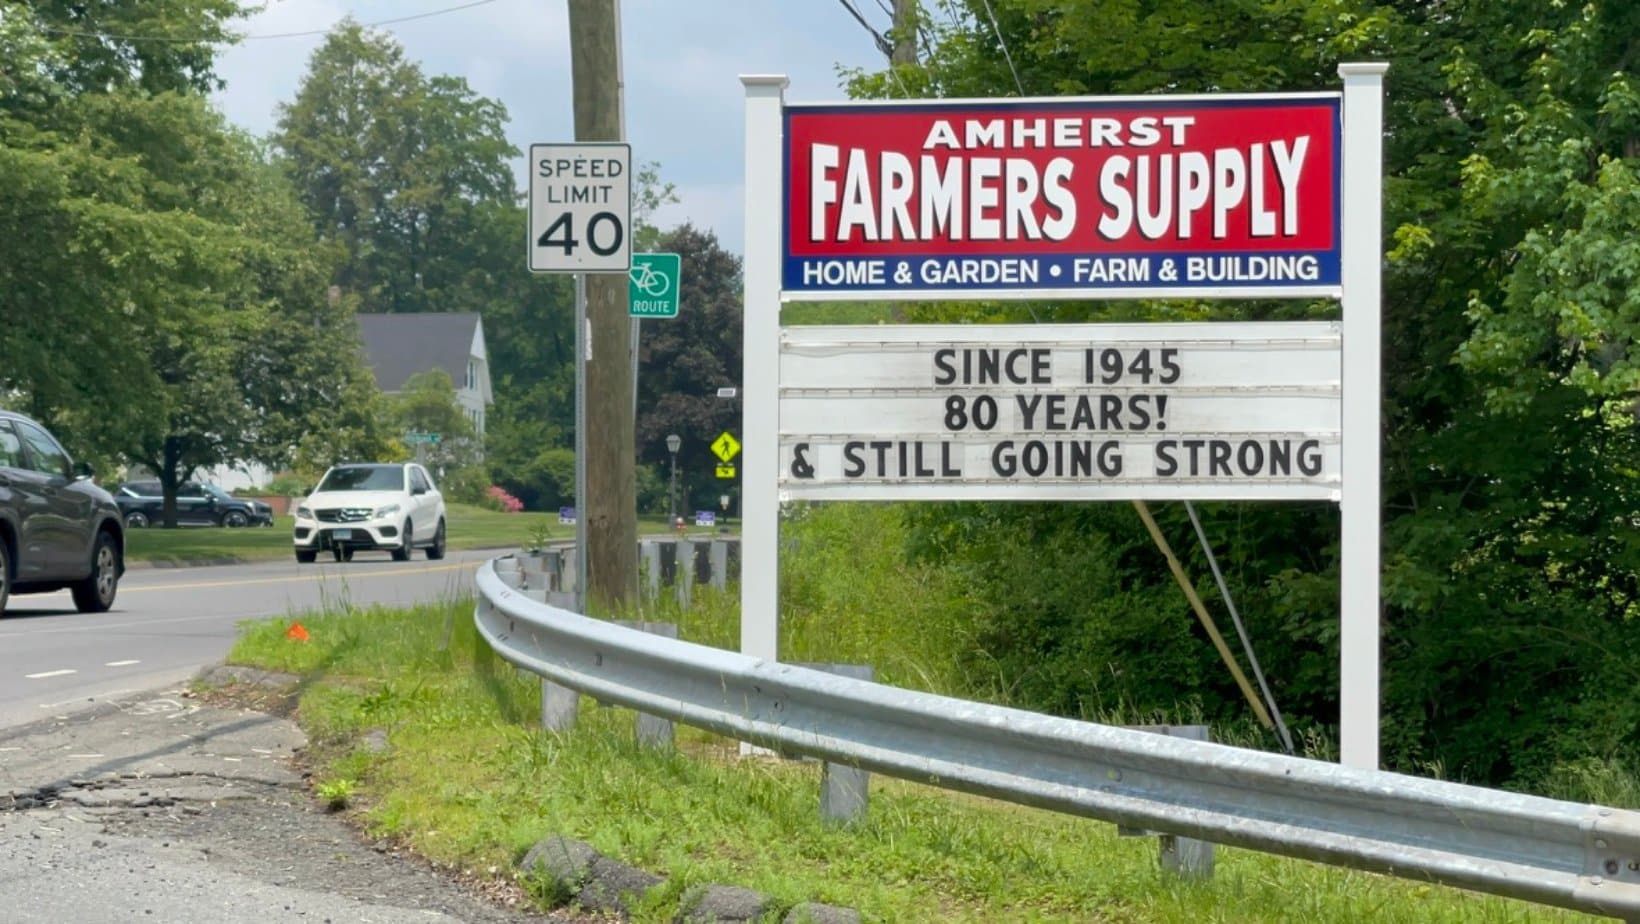 SPEED
LIMIT
40
ROUTE
AMHERST
FARMERS SUPPLY
HOME & GARDEN • FARM & BUILDING
SINCE 1945
80 YEARS!
& STILL GOING STRONG